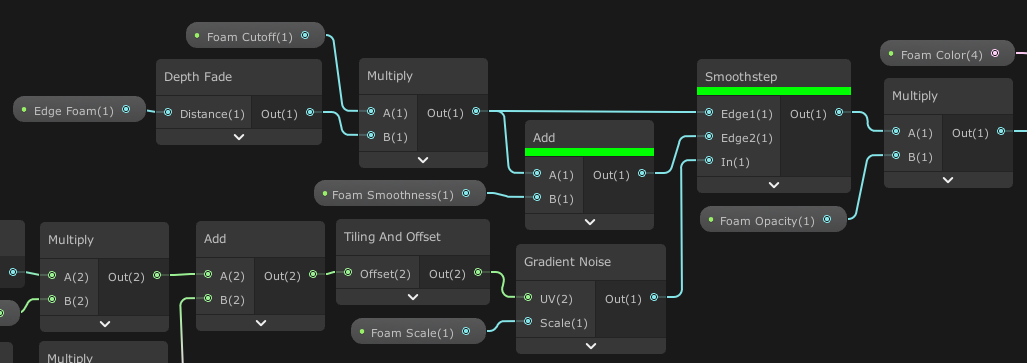 Foam Cutoff(1)
Edge Foam(1)
Depth Fade
Distance(1)
Out(1)
Multiply
A(1)
Out(1)
B(1)
Foam Smoothness(1)
Add
A(1)
Out(1)
B(1)
Smoothstep
Edge1(1)
Out(1)
Edge2(1)
In(1)
Foam Color(4)
Multiply
A(1)
Out(1)
B(1)
Foam Opacity(1)
Multiply
A(2)
Out(2)
B(2)
Add
A(2)
Out(2)
B(2)
Tiling And Offset
Offset(2)
Out(2)
Foam Scale(1)
Gradient Noise
UV(2)
Out(1)
Scale(1)
Multiply